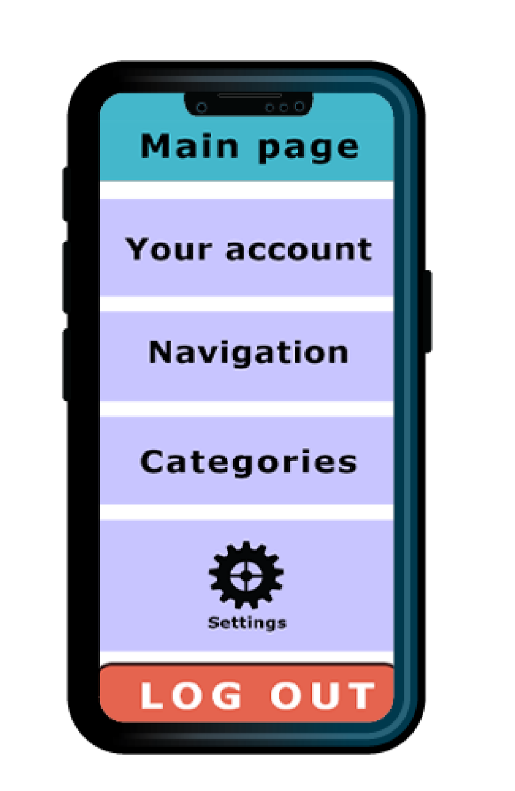 Main page
Your account
Navigation
Categories
Settings
LOG OUT